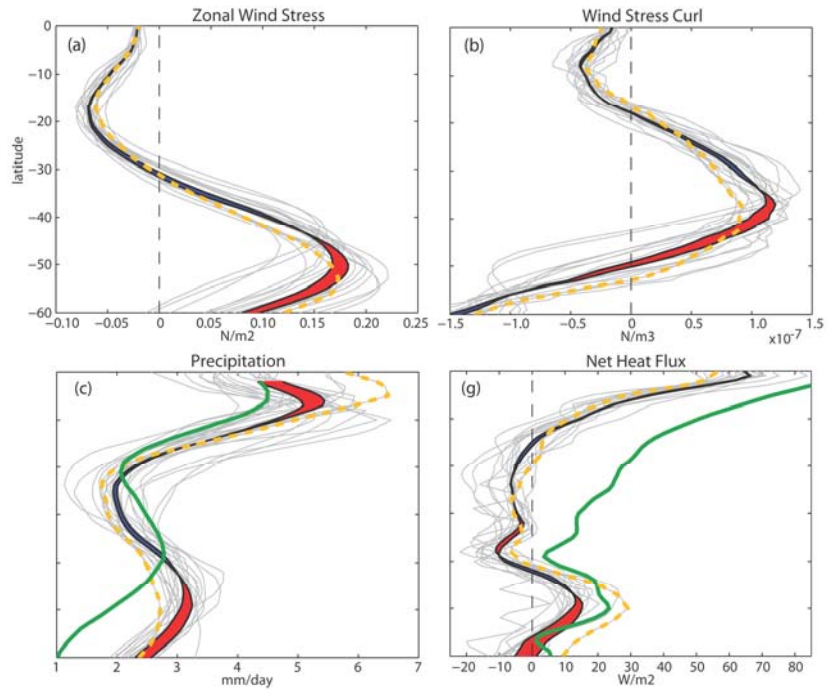 Zonal Wind Stress
Wind Stress Curl
(a)
(b)
latitude
0
−10
−20
−30
−40
−50
−60
−0.10 −0.05 0 0.05 0.10 0.15 0.20 0.25
N/m2
−1.5 −1.0 −0.5 0 0.5 1.0 1.5
N/m3
x10⁻⁷
Precipitation
Net Heat Flux
(c)
(g)
1 2 3 4 5 6 7
mm/day
−20 −10 0 10 20 30 40 50 60 70 80
W/m2